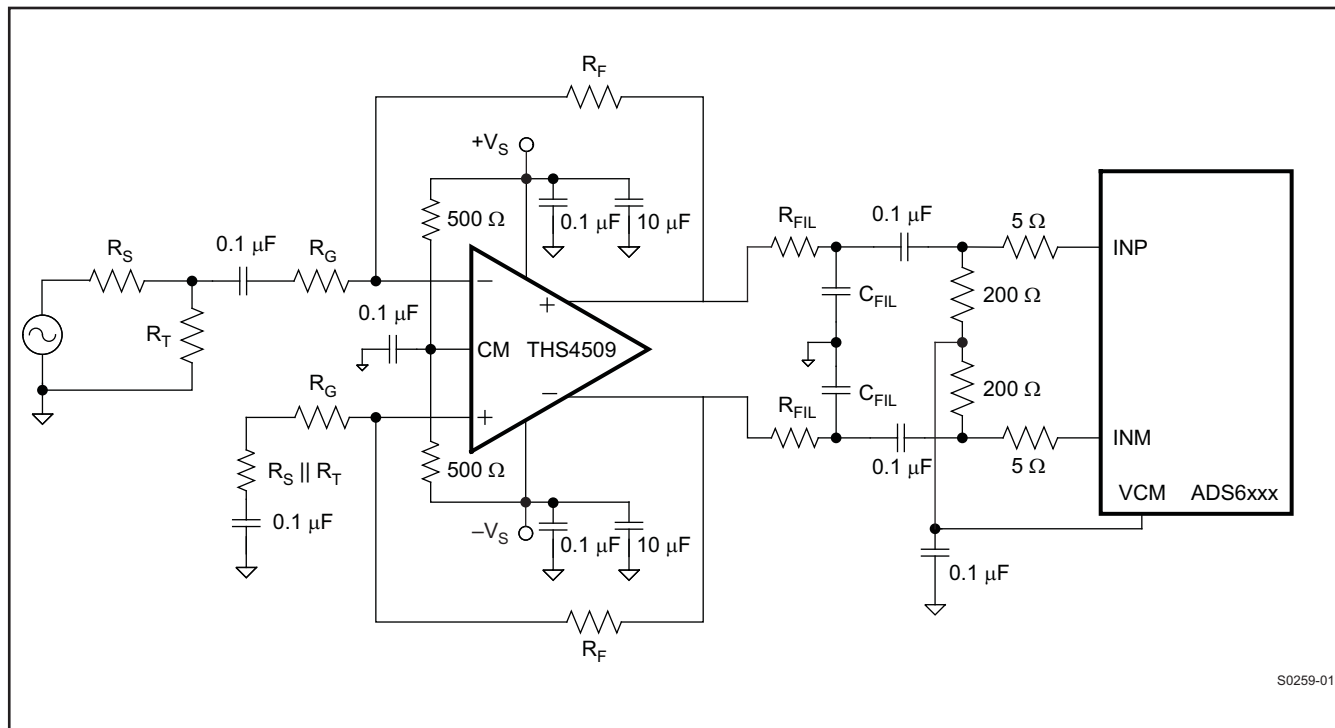 R_F
+V_S
500 Ω
0.1 μF
10 μF
R_S
0.1 μF
R_G
R_T
0.1 μF
−
+
CM
THS4509
R_FIL
0.1 μF
5 Ω
INP
C_FIL
200 Ω
R_G
+
−
C_FIL
200 Ω
R_FIL
0.1 μF
5 Ω
INM
R_S || R_T
0.1 μF
500 Ω
−V_S
0.1 μF
10 μF
VCM
ADS6xxx
0.1 μF
R_F
S0259-01